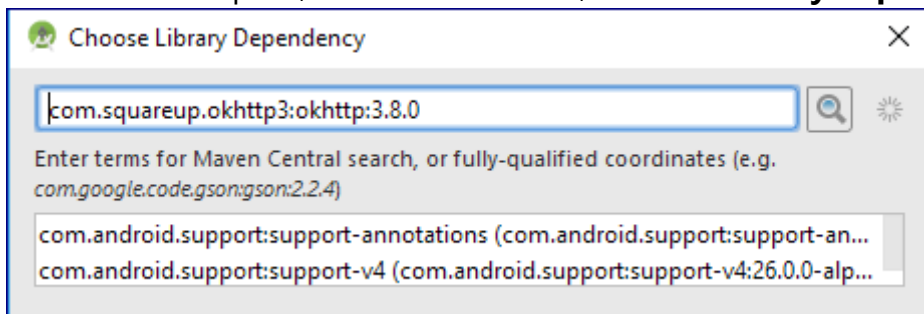 Choose Library Dependency
com.squareup.okhttp3:okhttp:3.8.0
Enter terms for Maven Central search, or fully-qualified coordinates (e.g.
com.google.code.gson:gson:2.2.4)
com.android.support:support-annotations (com.android.support:support-an...
com.android.support:support-v4 (com.android.support:support-v4:26.0.0-alp...